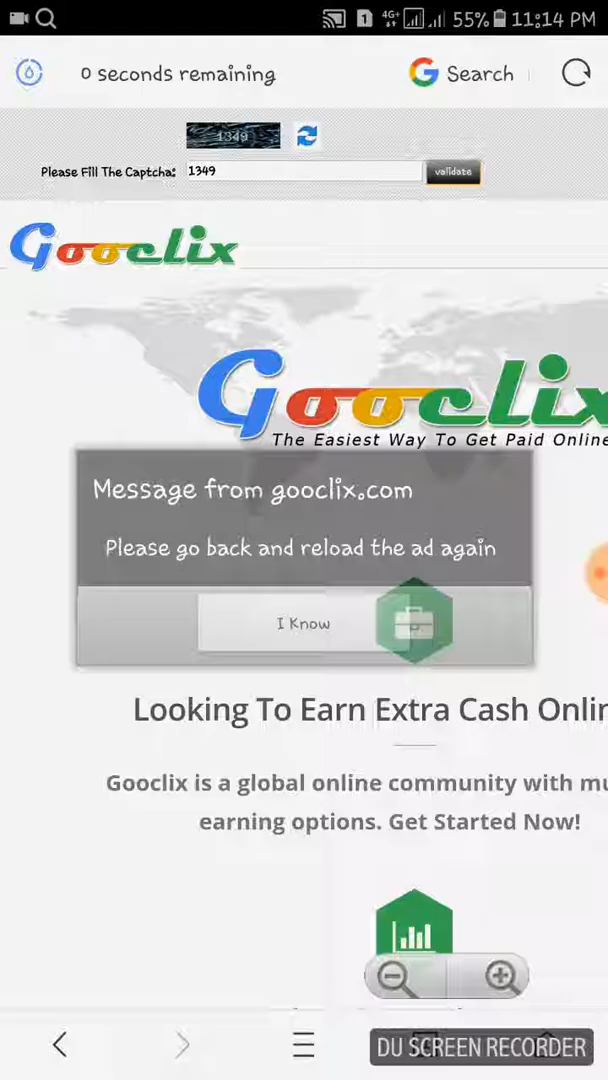 4G+ 55% 11:14 PM
0 seconds remaining
G Search
1349
Please Fill The Captcha: 1349 validate
Gooclix
Gooclix
The Easiest Way To Get Paid Online
Message from gooclix.com
Please go back and reload the ad again
I Know
Looking To Earn Extra Cash Onlin
Gooclix is a global online community with mu
earning options. Get Started Now!
DU SCREEN RECORDER